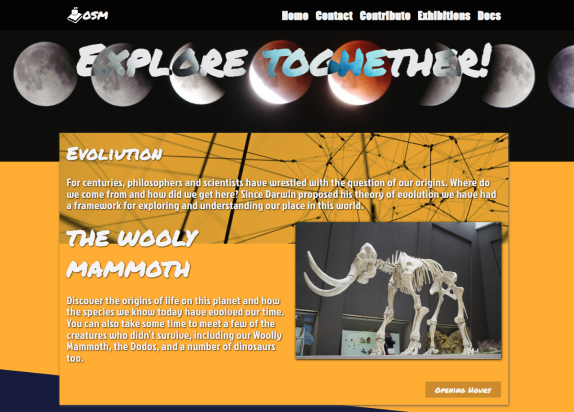 OSM
Home Contact Contribute Exhibitions Docs
Explore togehether!
Evoliution
For centuries, philosophers and scientists have wrestled with the question of our origins. Where do
we come from and how did we get here? Since Darwin proposed his theory of evolution we have had
a framework for exploring and understanding our place in this world.
THE WOOLY
MAMMOTH
Discover the origins of life on this planet and how
the species we know today have evolved our time.
You can also take some time to meet a few of the
creatures who didn't survive, including our Woolly
Mammoth, the Dodos, and a number of dinosaurs
too.
Opening Hours